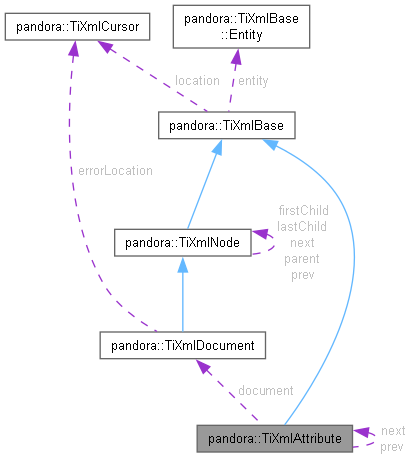 pandora::TiXmlCursor
pandora::TiXmlBase
::Entity
location
entity
pandora::TiXmlBase
errorLocation
firstChild
lastChild
next
parent
prev
pandora::TiXmlNode
pandora::TiXmlDocument
document
pandora::TiXmlAttribute
next
prev